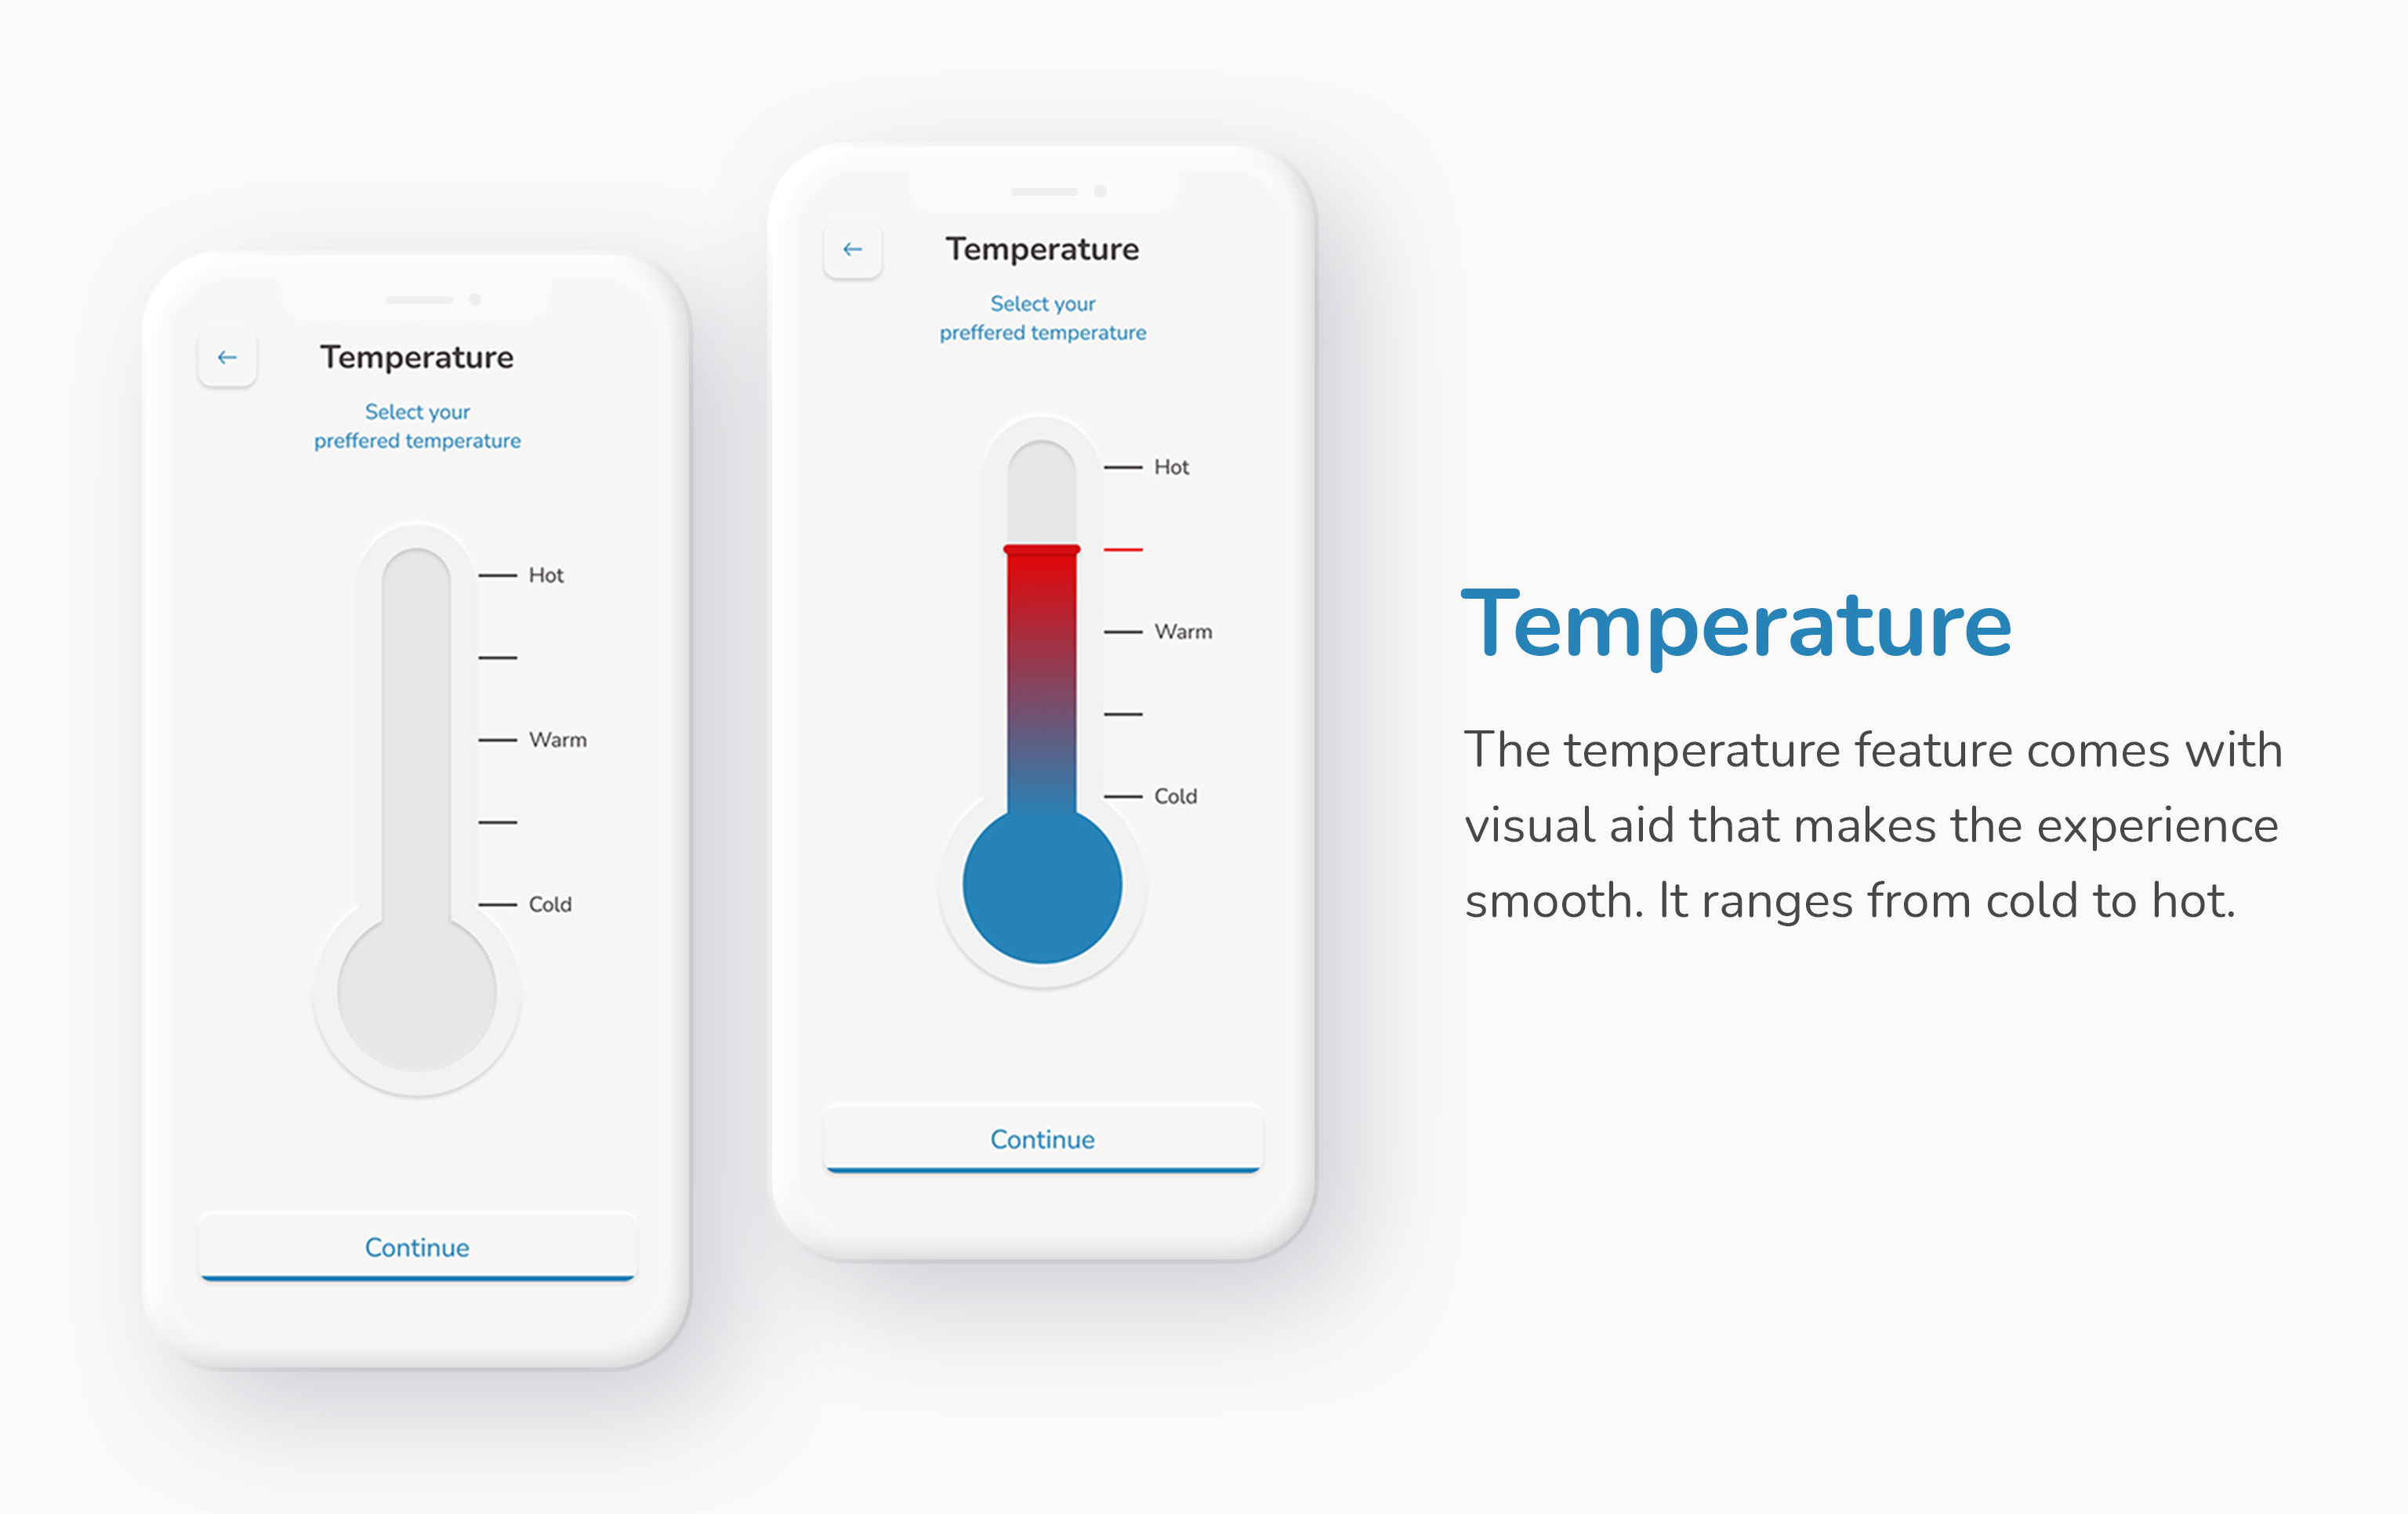 Temperature
Select your
preffered temperature
Hot
Warm
Cold
Continue
Temperature
Select your
preffered temperature
Hot
Warm
Cold
Continue
Temperature
The temperature feature comes with
visual aid that makes the experience
smooth. It ranges from cold to hot.